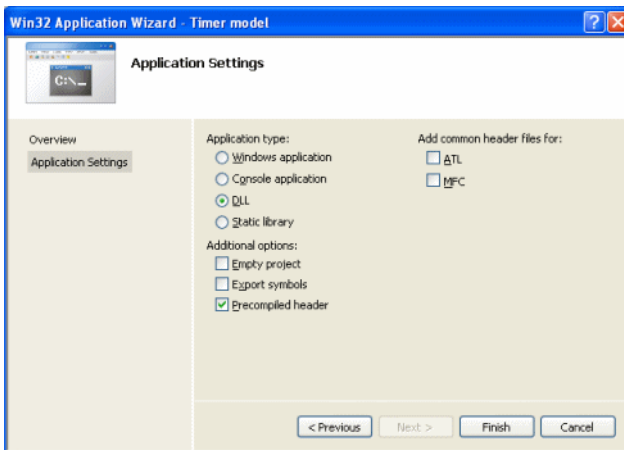 Win32 Application Wizard - Timer model
C:\_
Application Settings
Overview
Application Settings
Application type:
Windows application
Console application
DLL
Static library
Additional options:
Empty project
Export symbols
Precompiled header
Add common header files for:
ATL
MFC
< Previous
Next >
Finish
Cancel